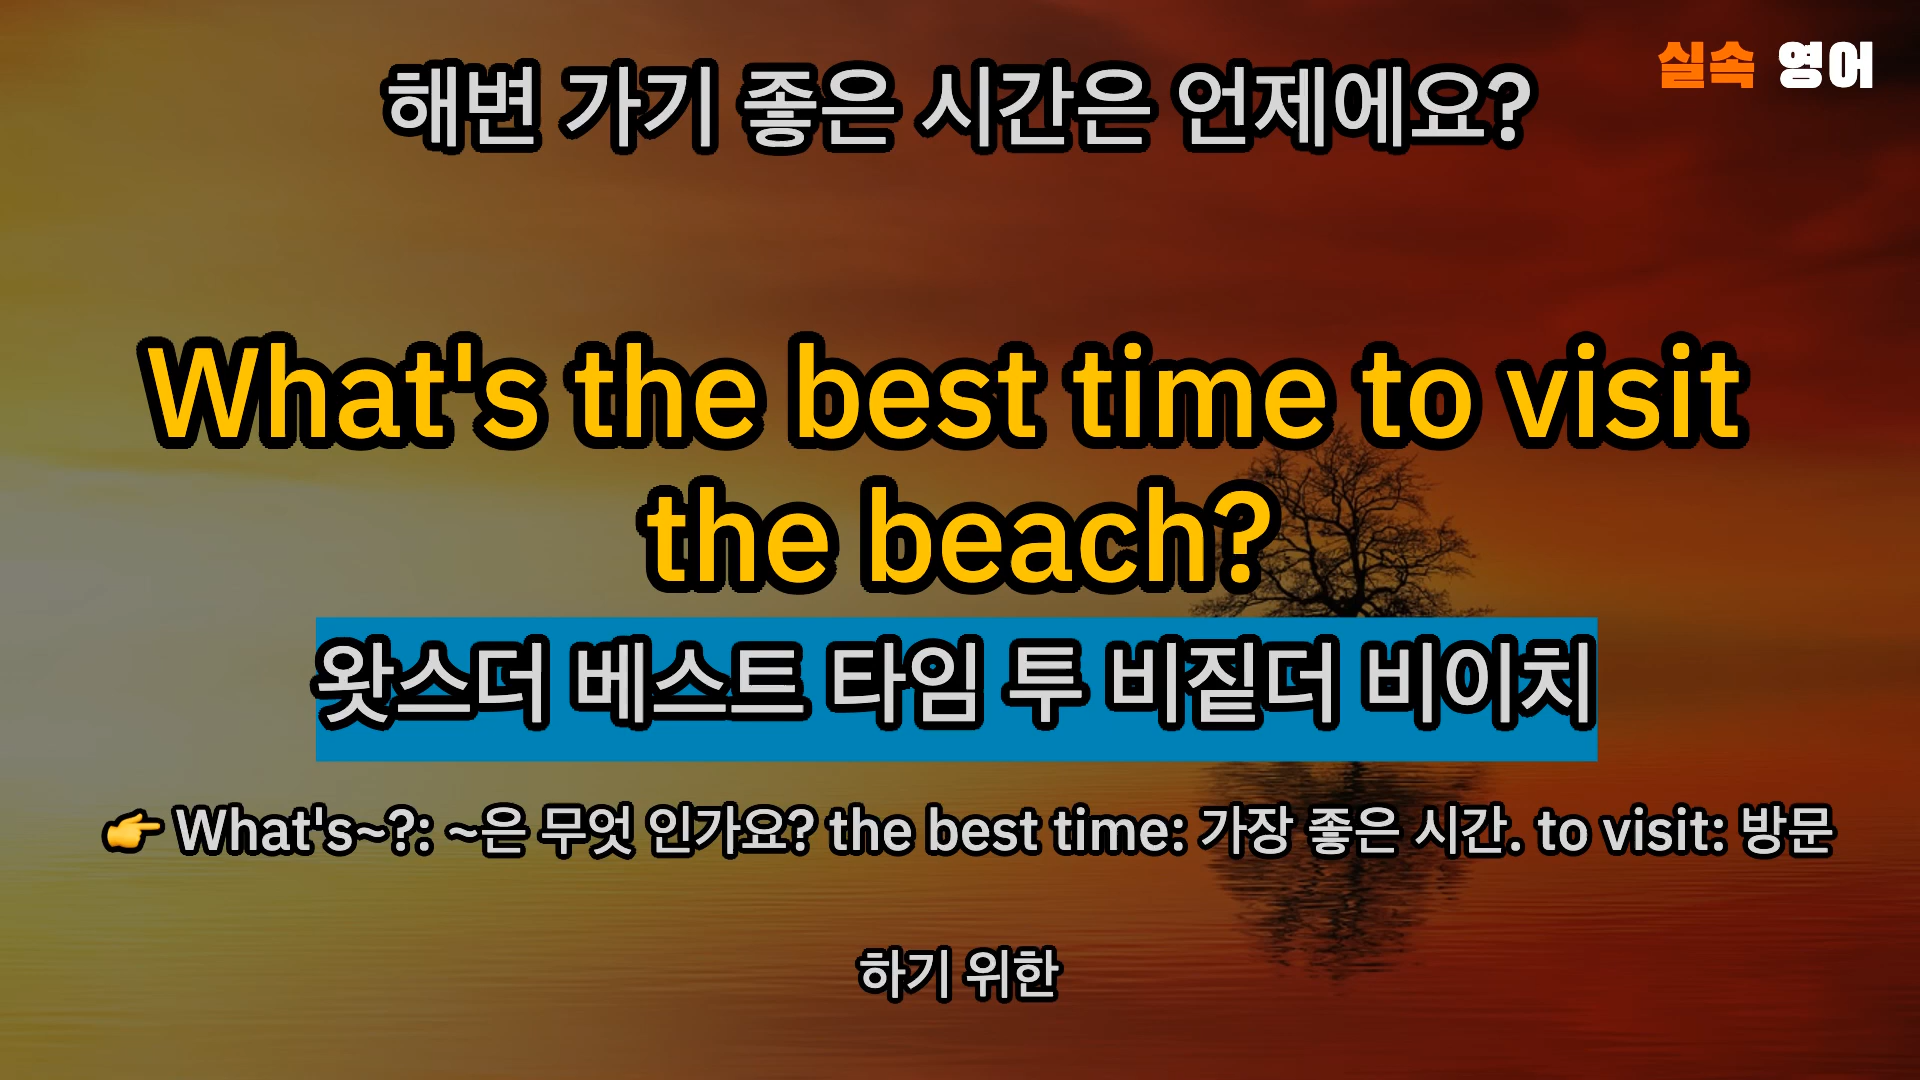 해변 가기 좋은 시간은 언제에요?
실속 영어
What's the best time to visit
the beach?
왓스더 베스트 타임 투 비짙더 비이치
👉 What's~?: ~은 무엇 인가요? the best time: 가장 좋은 시간. to visit: 방문
하기 위한